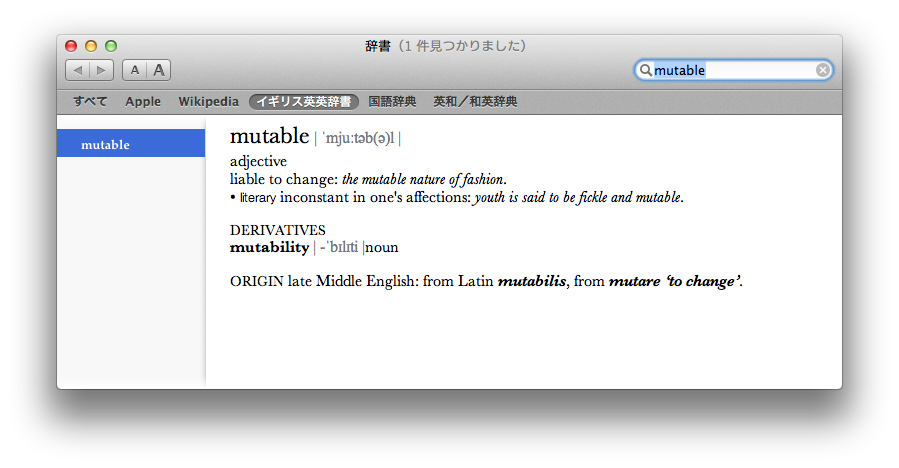 辞書（1 件見つかりました）
A A
mutable
すべて Apple Wikipedia イギリス英英辞書 国語辞典 英和／和英辞典
mutable
mutable | ˈmjuːtəb(ə)l |
adjective
liable to change: the mutable nature of fashion.
• literary inconstant in one's affections: youth is said to be fickle and mutable.
DERIVATIVES
mutability | -ˈbɪlɪti |noun
ORIGIN late Middle English: from Latin mutabilis, from mutare ‘to change’.